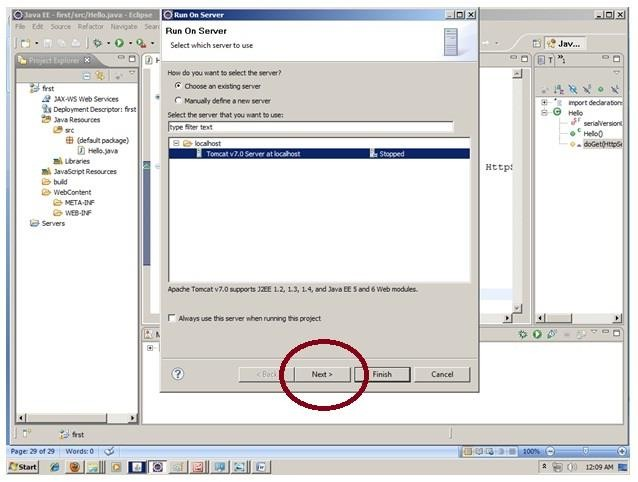 Java EE - first/src/Hello.java - Eclipse
File Edit Source Refactor Navigate Sear
Project Explorer
first
JAX-WS Web Services
Deployment Descriptor: first
Java Resources
src
(default package)
Hello.java
Libraries
JavaScript Resources
build
WebContent
META-INF
WEB-INF
Servers
Run On Server
Run On Server
Select which server to use
How do you want to select the server?
Choose an existing server
Manually define a new server
Select the server that you want to use:
type filter text
localhost
Tomcat v7.0 Server at localhost Stopped
Apache Tomcat v7.0 supports J2EE 1.2, 1.3, 1.4, and Java EE 5 and 6 Web modules.
Always use this server when running this project
< Back Next > Finish Cancel
Jav...
import declarations
Hello
serialVersionU
Hello()
doGet(HttpSe
HttpS
first
Page: 29 of 29 Words: 0 100%
Start 12:09 AM